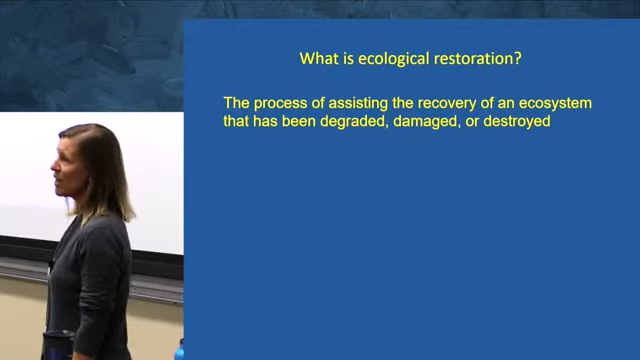 What is ecological restoration?
The process of assisting the recovery of an ecosystem
that has been degraded, damaged, or destroyed